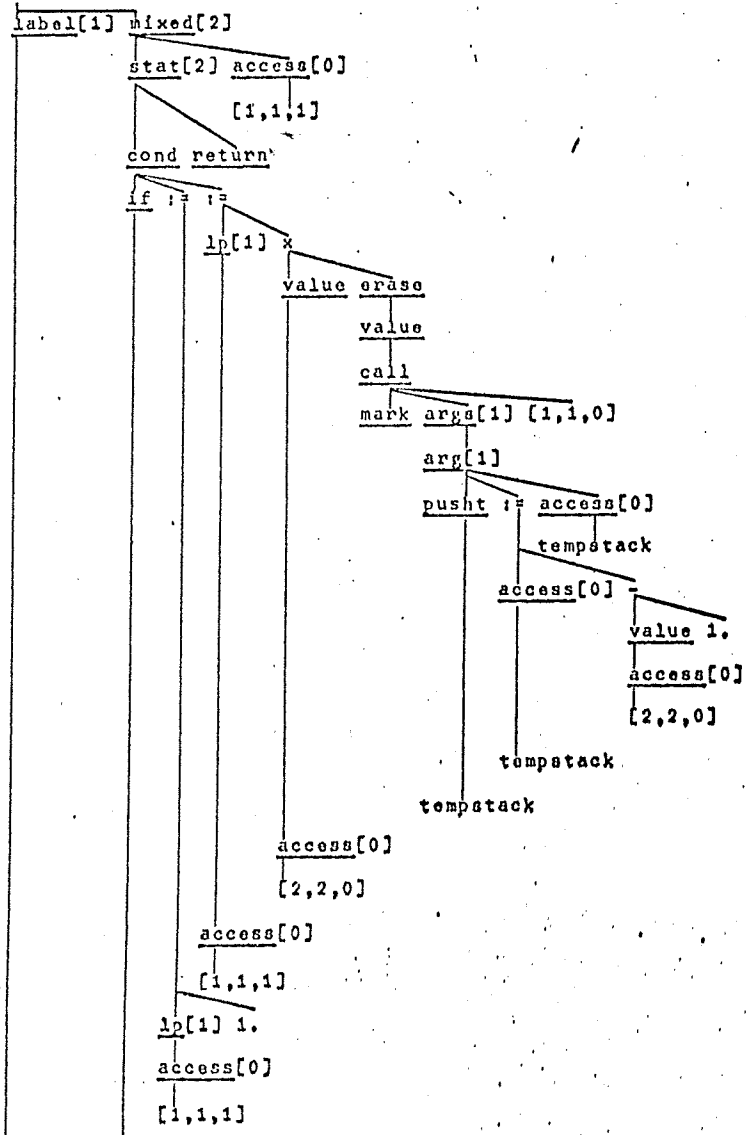 label[1] mixed[2]
stat[2] access[0]
[1,1,1]
cond return
if := :=
lp[1] x
value erase
value
call
mark args[1] [1,1,0]
arg[1]
pusht := access[0]
tempstack
access[0] -
value 1.
access[0]
[2,2,0]
tempstack
tempstack
access[0]
[2,2,0]
access[0]
[1,1,1]
lp[1] 1.
access[0]
[1,1,1]